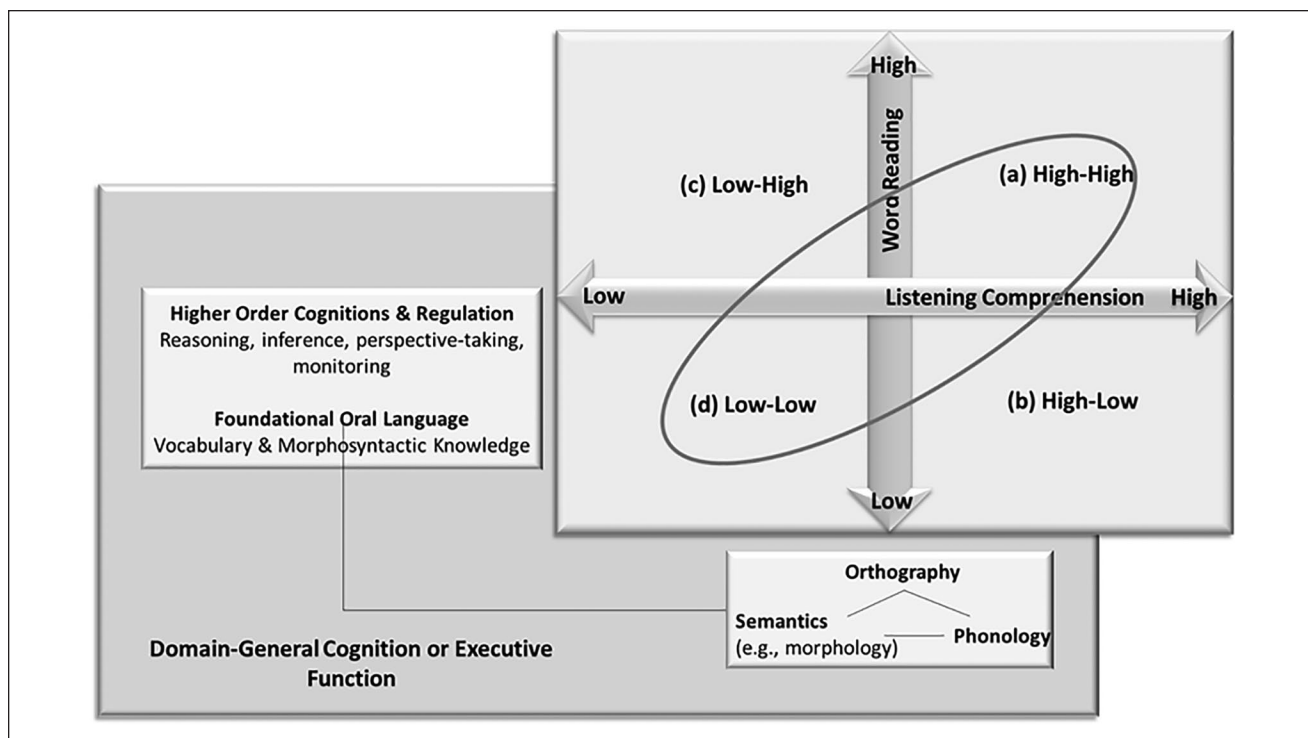 High
Word Reading
(c) Low-High
(a) High-High
Low
Listening Comprehension
High
(d) Low-Low
(b) High-Low
Low
Higher Order Cognitions & Regulation
Reasoning, inference, perspective-taking,
monitoring
Foundational Oral Language
Vocabulary & Morphosyntactic Knowledge
Orthography
Semantics
(e.g., morphology)
Phonology
Domain-General Cognition or Executive
Function